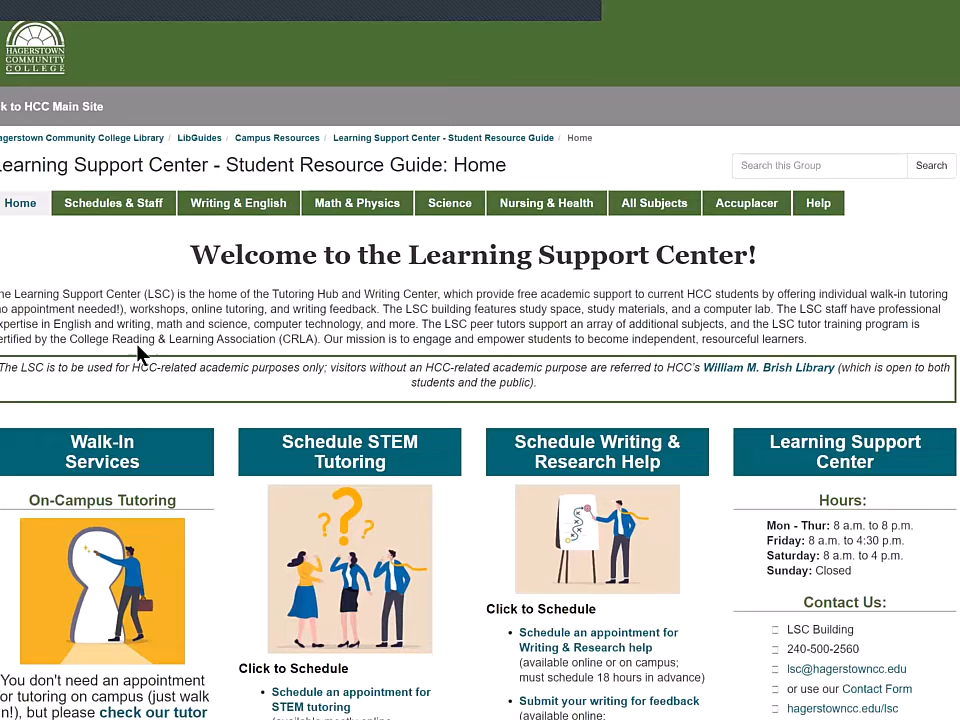 HAGERSTOWN
COMMUNITY
COLLEGE
k to HCC Main Site
agerstown Community College Library / LibGuides / Campus Resources / Learning Support Center - Student Resource Guide / Home
earning Support Center - Student Resource Guide: Home
Search this Group Search
Home Schedules & Staff Writing & English Math & Physics Science Nursing & Health All Subjects Accuplacer Help
Welcome to the Learning Support Center!
he Learning Support Center (LSC) is the home of the Tutoring Hub and Writing Center, which provide free academic support to current HCC students by offering individual walk-in tutoring
no appointment needed!), workshops, online tutoring, and writing feedback. The LSC building features study space, study materials, and a computer lab. The LSC staff have professional
xpertise in English and writing, math and science, computer technology, and more. The LSC peer tutors support an array of additional subjects, and the LSC tutor training program is
ertified by the College Reading & Learning Association (CRLA). Our mission is to engage and empower students to become independent, resourceful learners.
The LSC is to be used for HCC-related academic purposes only; visitors without an HCC-related academic purpose are referred to HCC's William M. Brish Library (which is open to both
students and the public).
Walk-In
Services
On-Campus Tutoring
You don't need an appointment
or tutoring on campus (just walk
n!), but please check our tutor
Schedule STEM
Tutoring
Click to Schedule
• Schedule an appointment for
STEM tutoring
(available mostly online
Schedule Writing &
Research Help
Click to Schedule
• Schedule an appointment for
Writing & Research help
(available online or on campus;
must schedule 18 hours in advance)
• Submit your writing for feedback
(available online;
Learning Support
Center
Hours:
Mon - Thur: 8 a.m. to 8 p.m.
Friday: 8 a.m. to 4:30 p.m.
Saturday: 8 a.m. to 4 p.m.
Sunday: Closed
Contact Us:
LSC Building
240-500-2560
lsc@hagerstowncc.edu
or use our Contact Form
hagerstowncc.edu/lsc